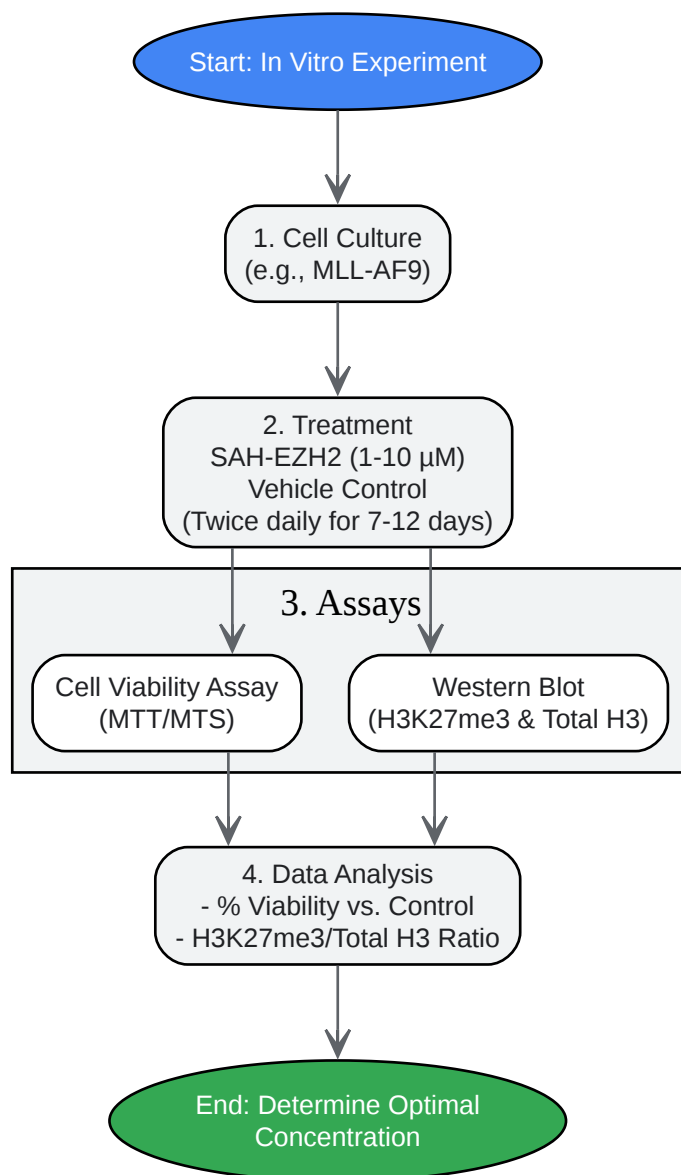 Start: In Vitro Experiment
1. Cell Culture
(e.g., MLL-AF9)
2. Treatment
SAH-EZH2 (1-10 µM)
Vehicle Control
(Twice daily for 7-12 days)
3. Assays
Cell Viability Assay
(MTT/MTS)
Western Blot
(H3K27me3 & Total H3)
4. Data Analysis
- % Viability vs. Control
- H3K27me3/Total H3 Ratio
End: Determine Optimal
Concentration